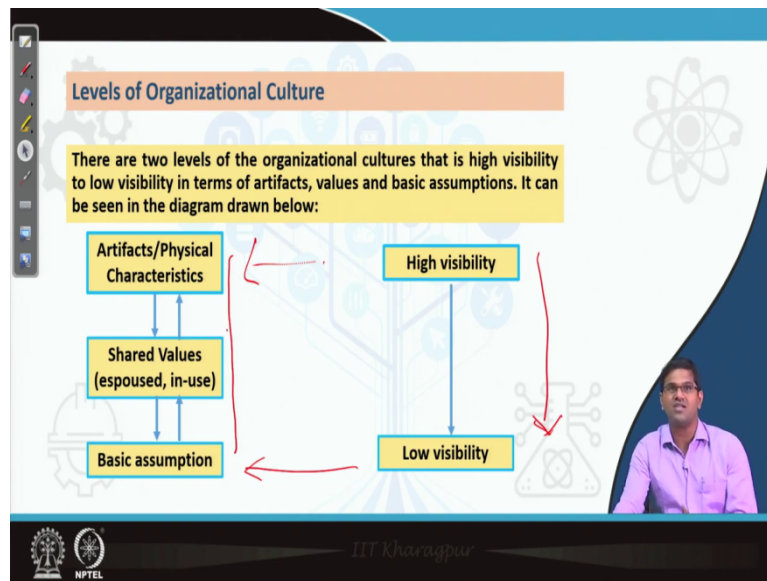 Levels of Organizational Culture
There are two levels of the organizational cultures that is high visibility
to low visibility in terms of artifacts, values and basic assumptions. It can
be seen in the diagram drawn below:
Artifacts/Physical
Characteristics
High visibility
Shared Values
(espoused, in-use)
Basic assumption
Low visibility
IIT Kharagpur
NPTEL